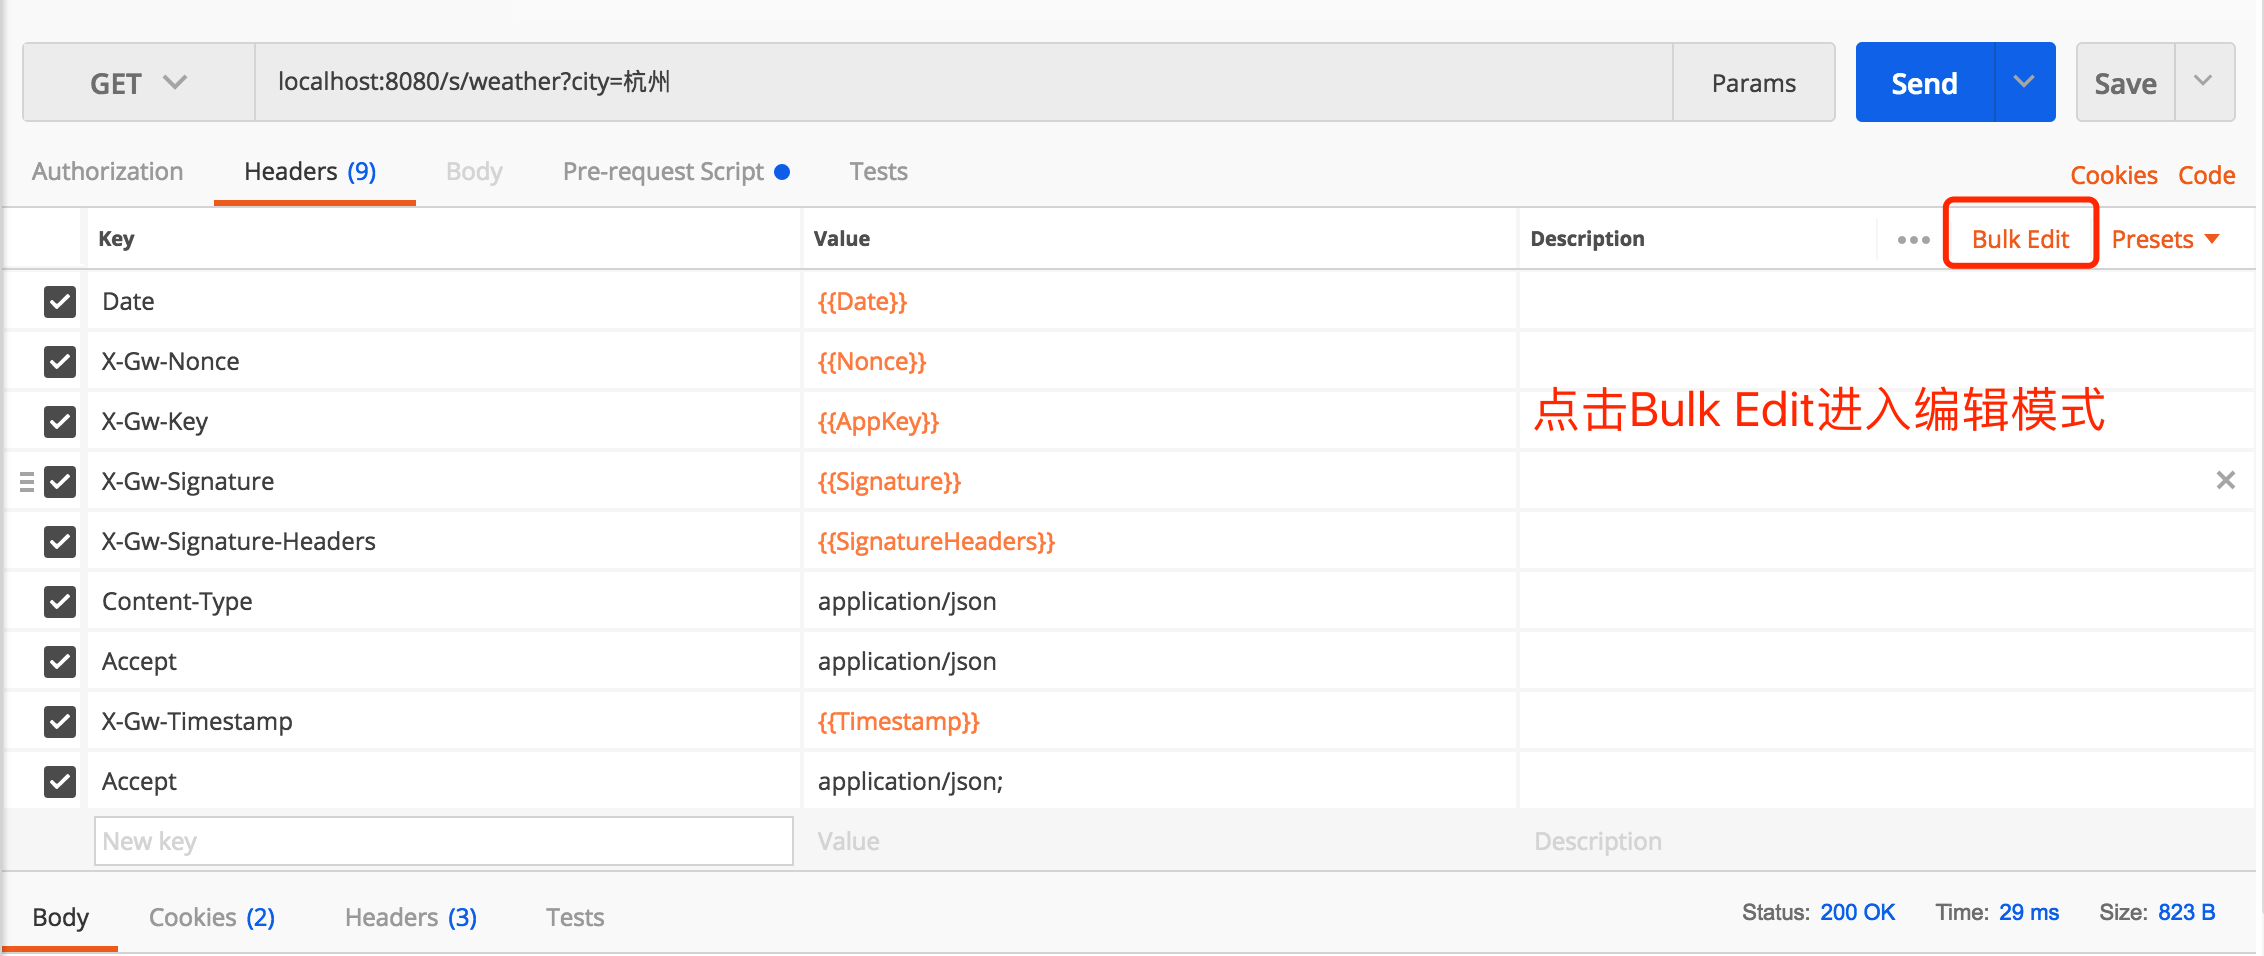 GET localhost:8080/s/weather?city=杭州 Params Send Save
Authorization Headers (9) Body Pre-request Script Tests Cookies Code
Key Value Description Bulk Edit Presets
Date {{Date}}
X-Gw-Nonce {{Nonce}}
X-Gw-Key {{AppKey}}
点击Bulk Edit进入编辑模式
X-Gw-Signature {{Signature}}
X-Gw-Signature-Headers {{SignatureHeaders}}
Content-Type application/json
Accept application/json
X-Gw-Timestamp {{Timestamp}}
Accept application/json;
New key Value Description
Body Cookies (2) Headers (3) Tests Status: 200 OK Time: 29 ms Size: 823 B